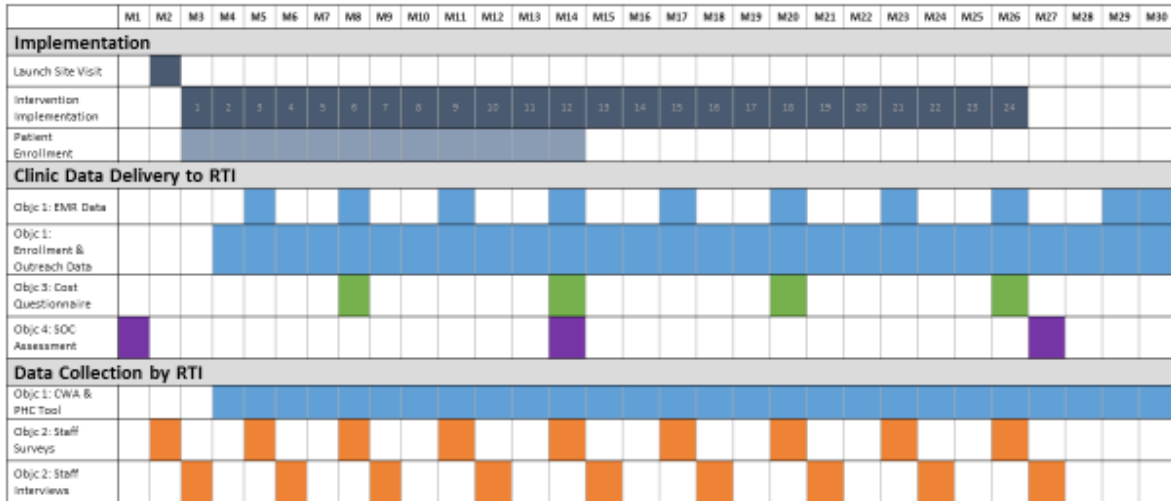 M1 M2 M3 M4 M5 M6 M7 M8 M9 M10 M11 M12 M13 M14 M15 M16 M17 M18 M19 M20 M21 M22 M23 M24 M25 M26 M27 M28 M29 M30
Implementation
Launch Site Visit
Intervention
Implementation
1 2 3 4 5 6 7 8 9 10 11 12 13 14 15 16 17 18 19 20 21 22 23 24
Patient
Enrollment
Clinic Data Delivery to RTI
Objc 1: EMR Data
Objc 1:
Enrollment &
Outreach Data
Objc 3: Cost
Questionnaire
Objc 4: SOC
Assessment
Data Collection by RTI
Objc 1: CWA &
PHC Tool
Objc 2: Staff
Surveys
Objc 2: Staff
Interviews